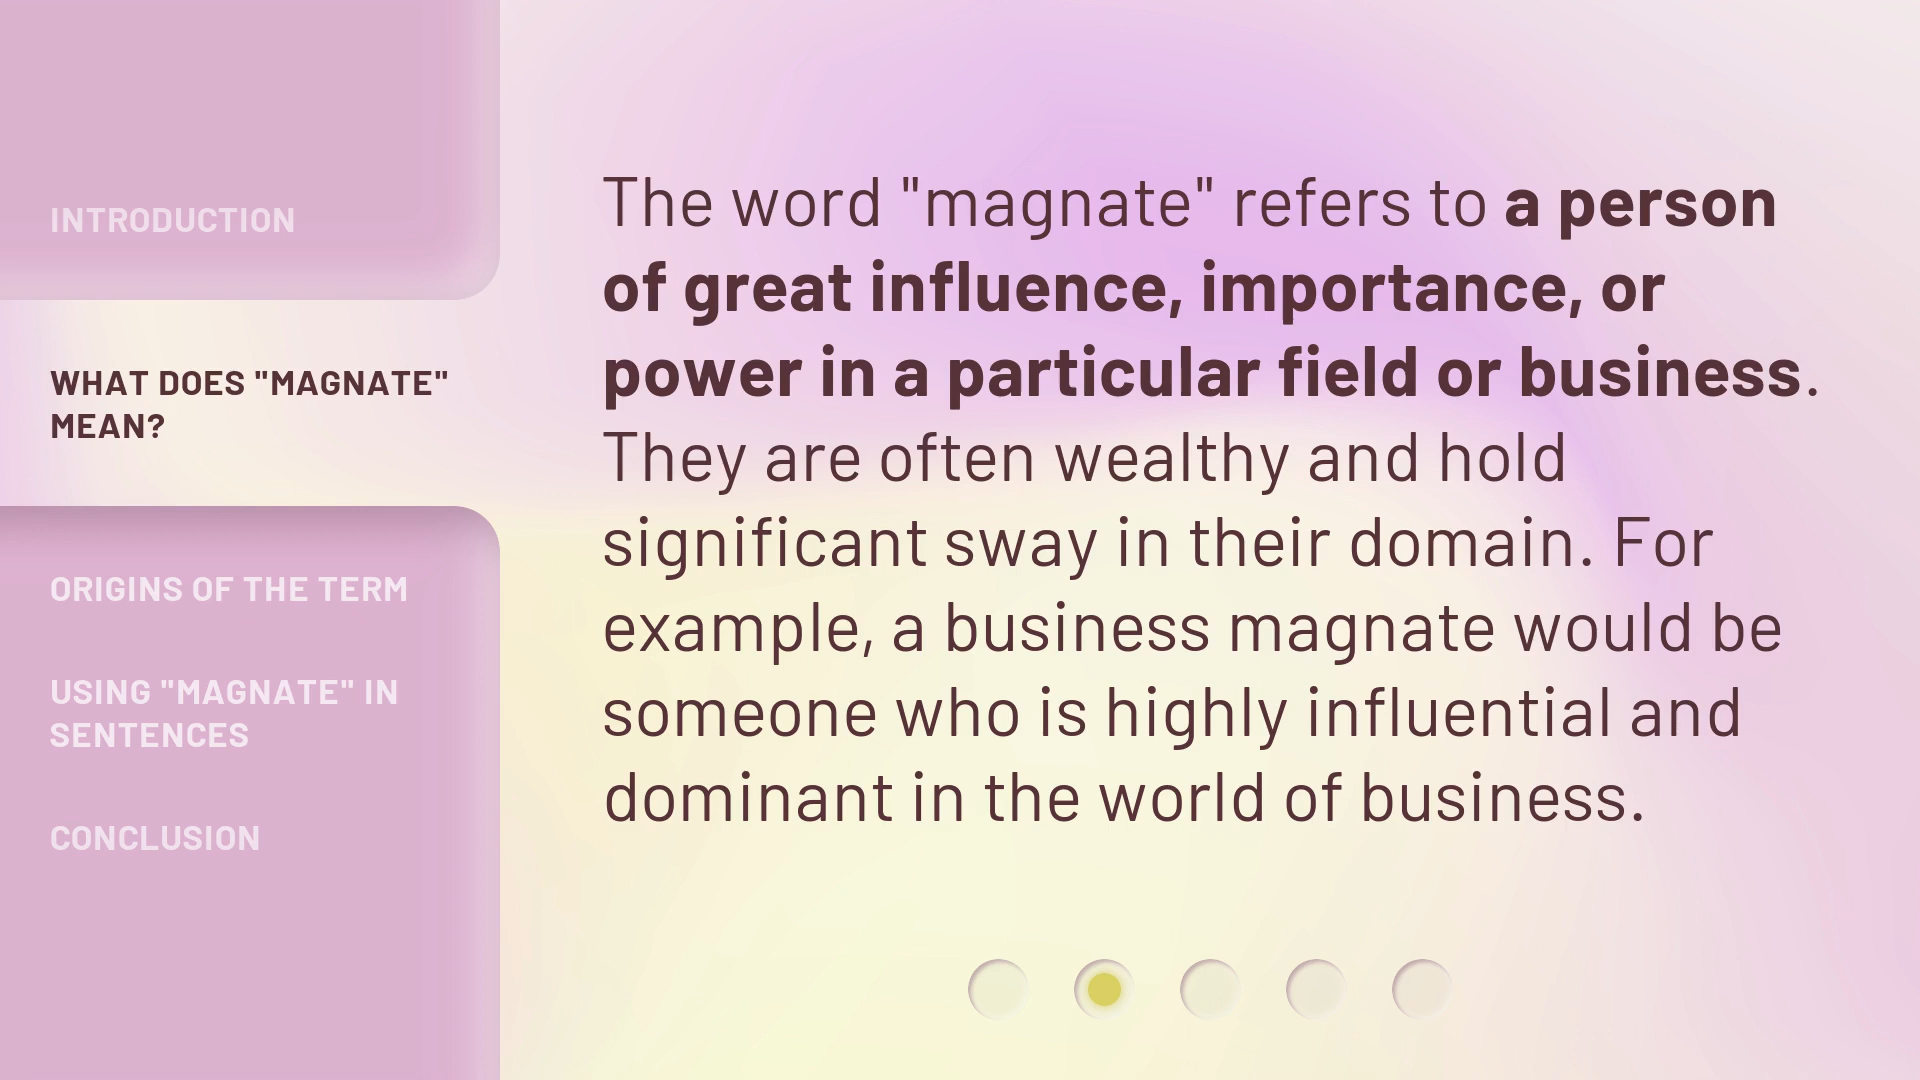 INTRODUCTION
WHAT DOES "MAGNATE"
MEAN?
ORIGINS OF THE TERM
USING "MAGNATE" IN
SENTENCES
CONCLUSION
The word "magnate" refers to a person
of great influence, importance, or
power in a particular field or business.
They are often wealthy and hold
significant sway in their domain. For
example, a business magnate would be
someone who is highly influential and
dominant in the world of business.